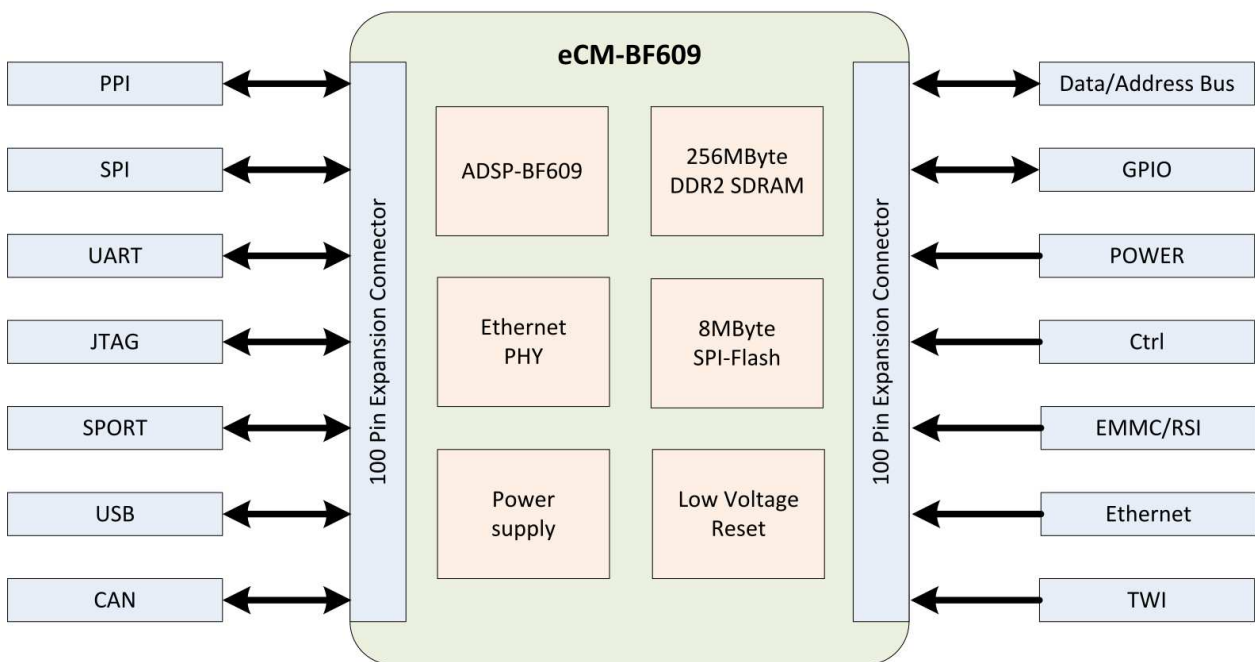 eCM-BF609
PPI
SPI
UART
JTAG
SPORT
USB
CAN
100 Pin Expansion Connector
ADSP-BF609
256MByte
DDR2 SDRAM
Ethernet
PHY
8MByte
SPI-Flash
Power
supply
Low Voltage
Reset
100 Pin Expansion Connector
Data/Address Bus
GPIO
POWER
Ctrl
EMMC/RSI
Ethernet
TWI